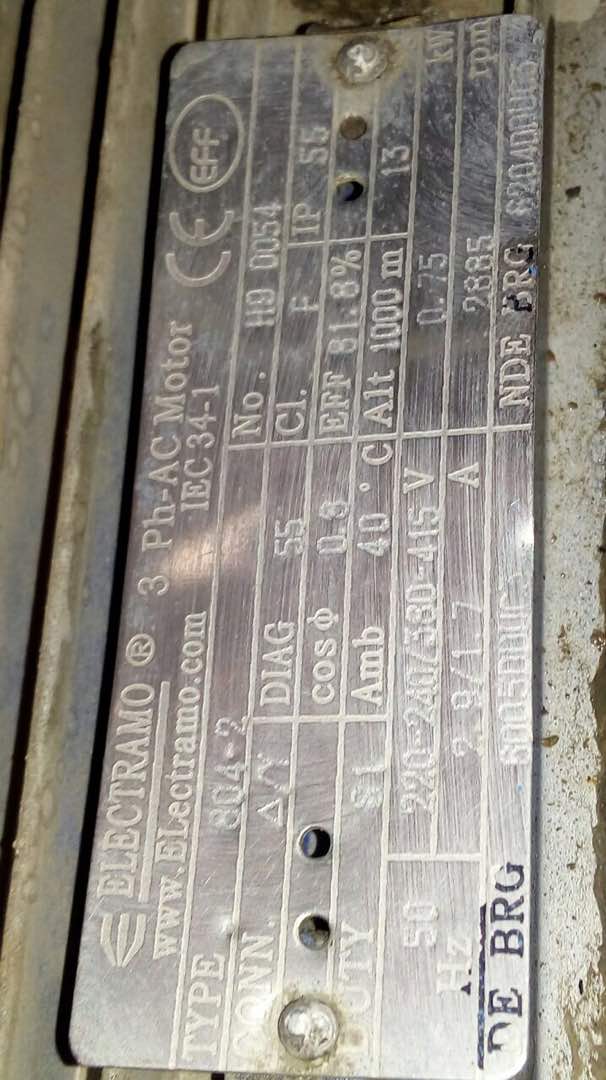 ELECTRAMO ® 3 Ph-AC Motor CE EFF
www.ELectramo.com IEC 34-1
TYPE 804-2 No. H9 0054
CONN. Δ/Y DIAG 55 Cl. F IP 55
cosφ 0.8 EFF 81.8%
DUTY S1 Amb 40 °C Alt 1000 m 13
50 220-240/380-415 V 0.75 kw
Hz 2.9/1.7 A 2885 rpm
DE BRG NDE BRG